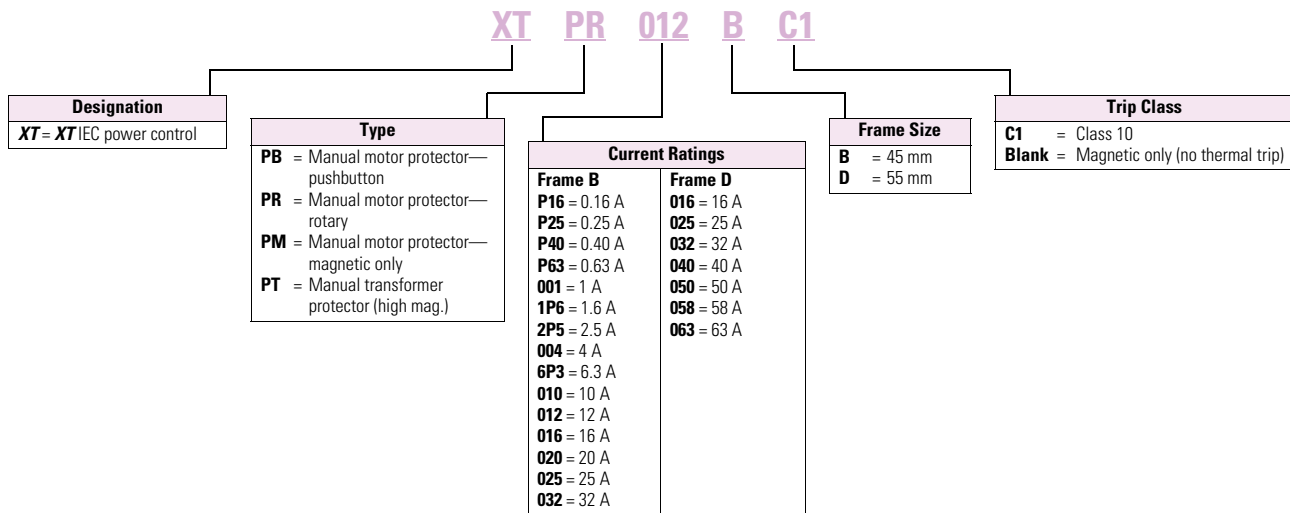 XT PR 012 B C1
Designation
XT = XT IEC power control
Type
PB = Manual motor protector—
pushbutton
PR = Manual motor protector—
rotary
PM = Manual motor protector—
magnetic only
PT = Manual transformer
protector (high mag.)
Current Ratings
Frame B
P16 = 0.16 A
P25 = 0.25 A
P40 = 0.40 A
P63 = 0.63 A
001 = 1 A
1P6 = 1.6 A
2P5 = 2.5 A
004 = 4 A
6P3 = 6.3 A
010 = 10 A
012 = 12 A
016 = 16 A
020 = 20 A
025 = 25 A
032 = 32 A
Frame D
016 = 16 A
025 = 25 A
032 = 32 A
040 = 40 A
050 = 50 A
058 = 58 A
063 = 63 A
Frame Size
B = 45 mm
D = 55 mm
Trip Class
C1 = Class 10
Blank = Magnetic only (no thermal trip)